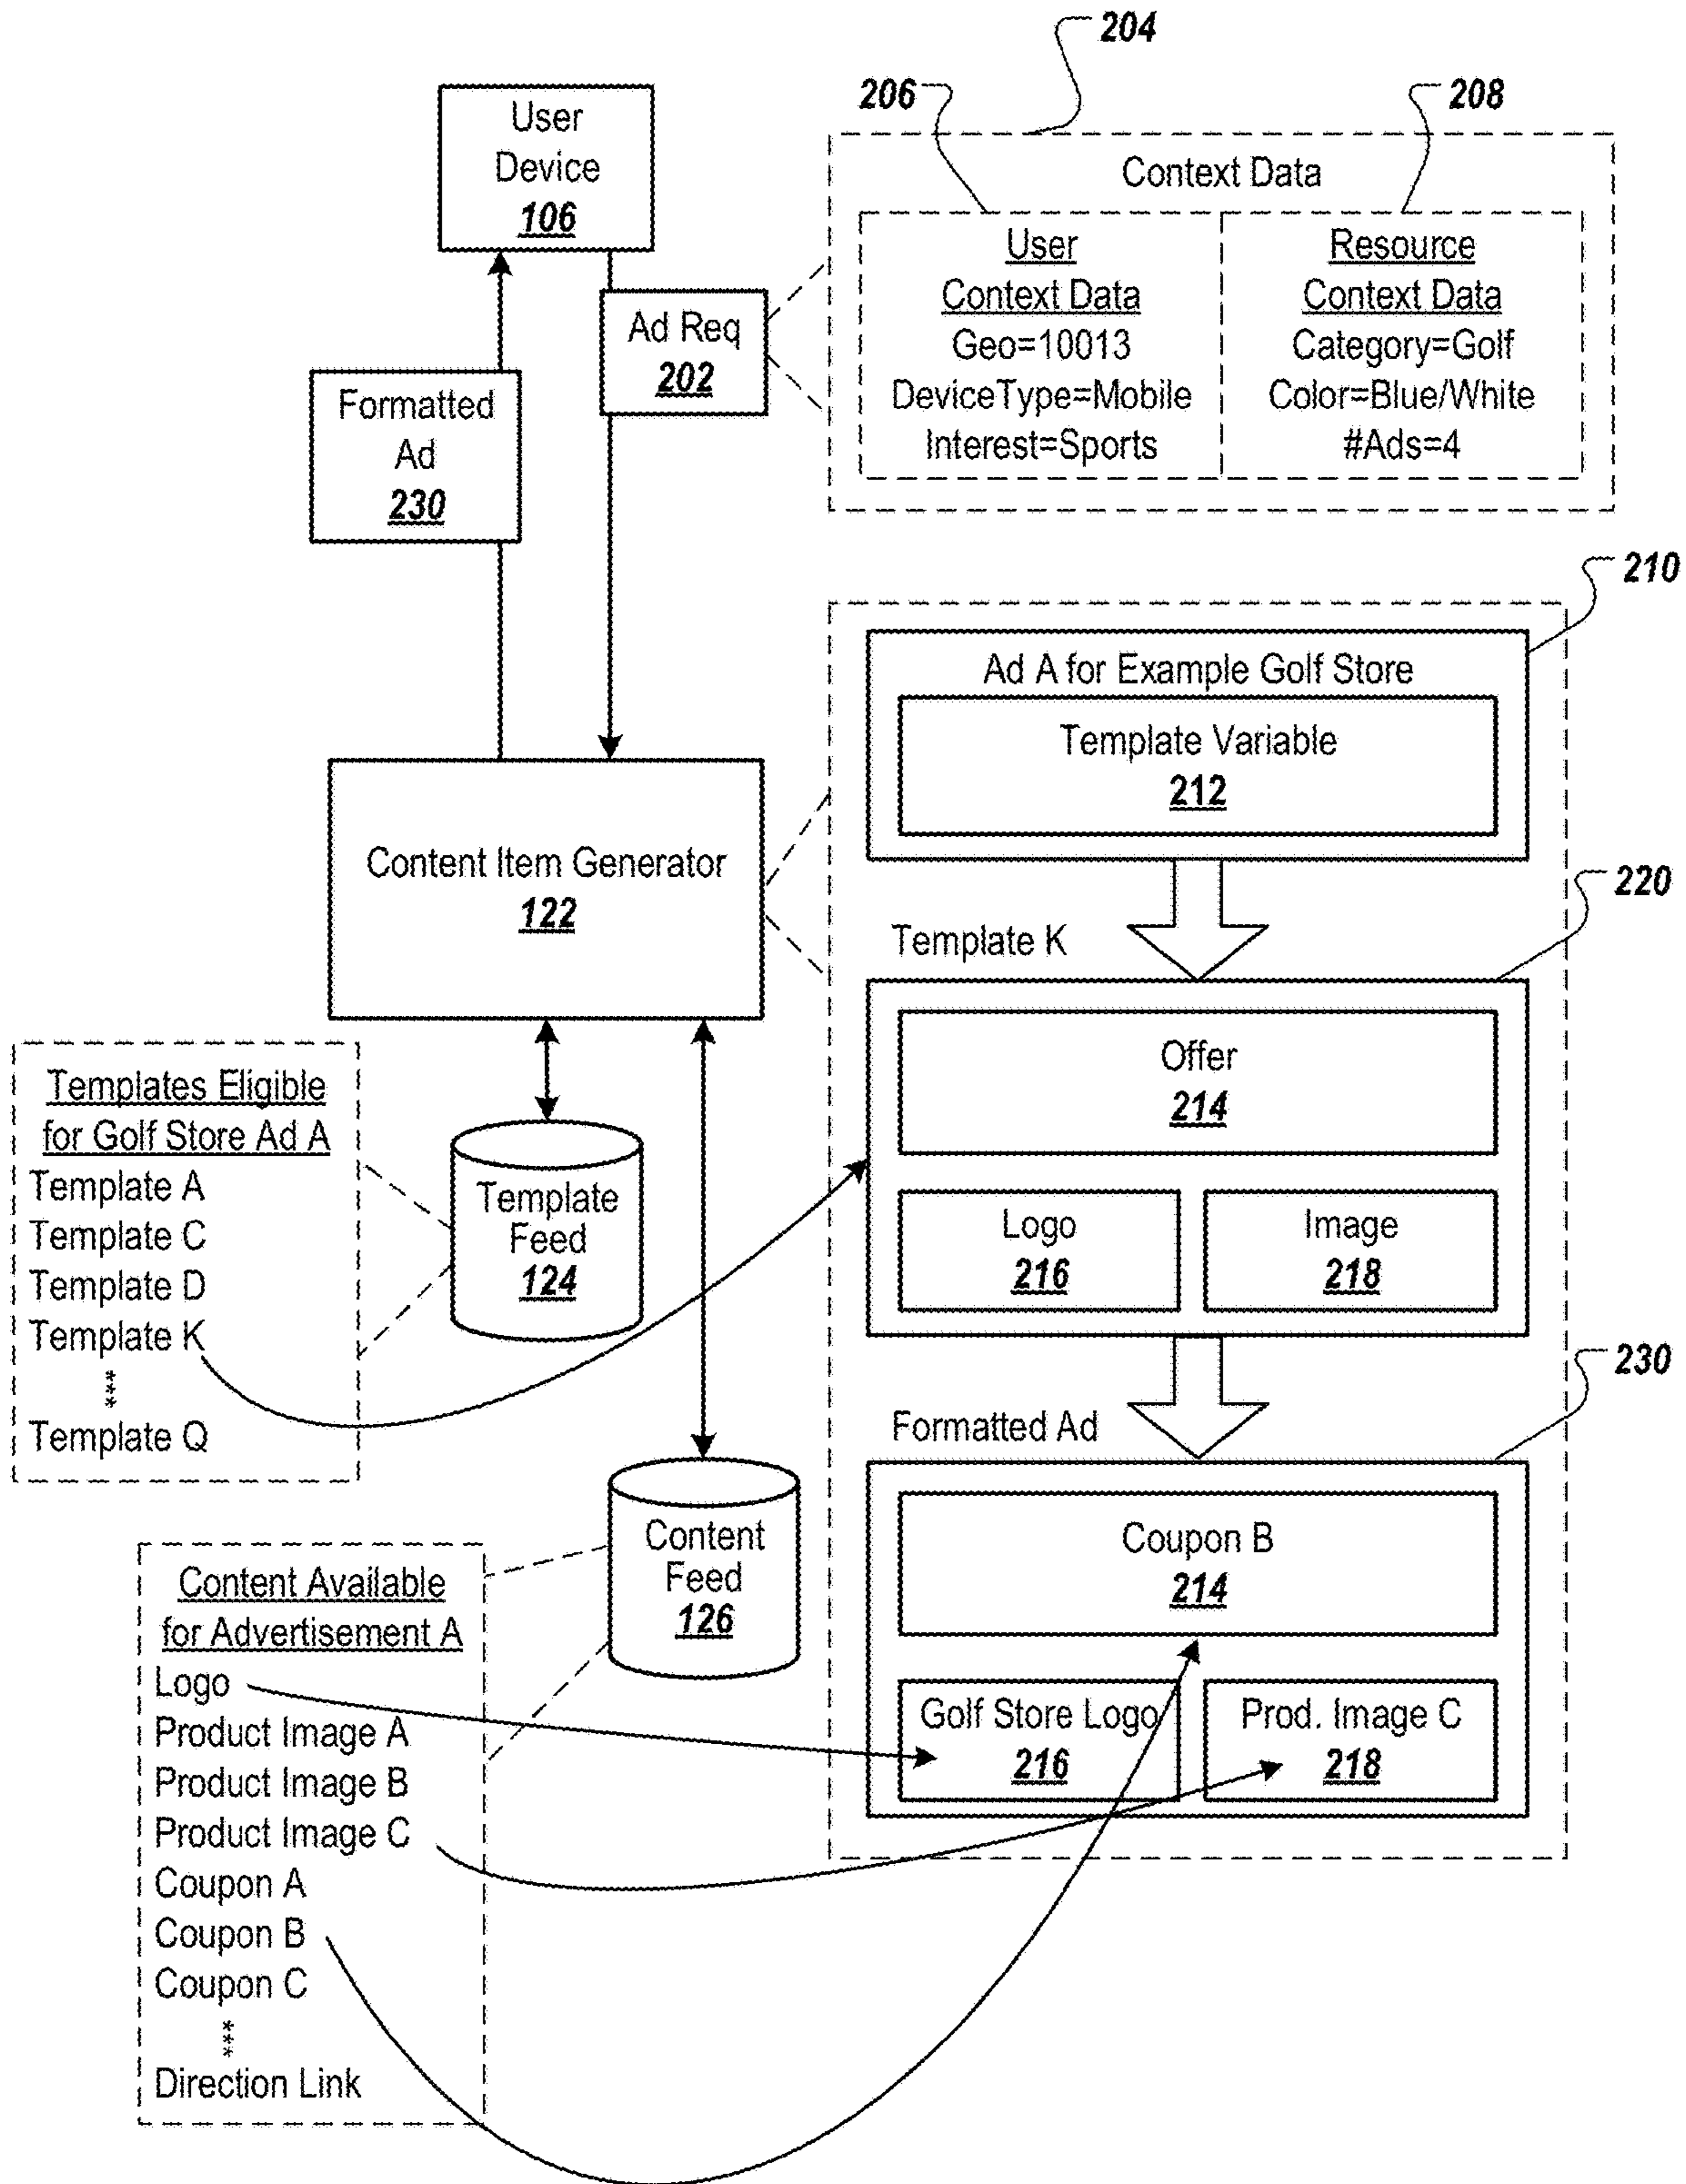 204
206
208
User
Device
106
Context Data
User
Context Data
Geo=10013
DeviceType=Mobile
Interest=Sports
Resource
Context Data
Category=Golf
Color=Blue/White
#Ads=4
Ad Req
202
Formatted
Ad
230
210
Ad A for Example Golf Store
Template Variable
212
Content Item Generator
122
220
Template K
Offer
214
Logo
216
Image
218
Templates Eligible
for Golf Store Ad A
Template A
Template C
Template D
Template K
***
Template Q
Template
Feed
124
230
Formatted Ad
Coupon B
214
Golf Store Logo
216
Prod. Image C
218
Content
Feed
126
Content Available
for Advertisement A
Logo
Product Image A
Product Image B
Product Image C
Coupon A
Coupon B
Coupon C
***
Direction Link